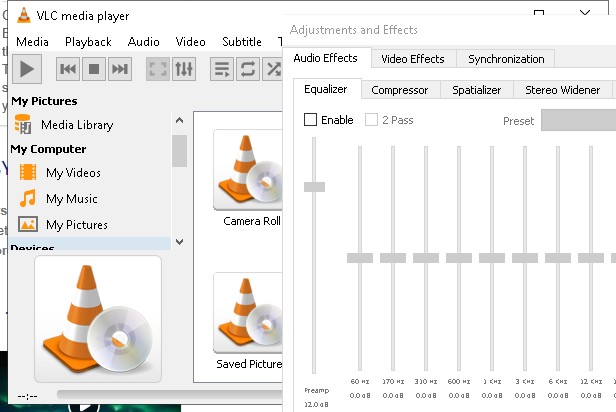 VLC media player
Media Playback Audio Video Subtitle
My Pictures
Media Library
My Computer
My Videos
My Music
My Pictures
Devices
Camera Roll
Saved Picture
--:--
Adjustments and Effects
Audio Effects Video Effects Synchronization
Equalizer Compressor Spatializer Stereo Widener
Enable 2 Pass Preset
60 KHz 170 Hz 310 Hz 600 Hz 1 KHz 3 KHz 6 KHz 12 KHz
Preamp 0.0 dB 0.0 dB 0.0 dB 0.0 dB 0.0 dB 0.0 dB 0.0 dB 0.0 dB
12.0 dB